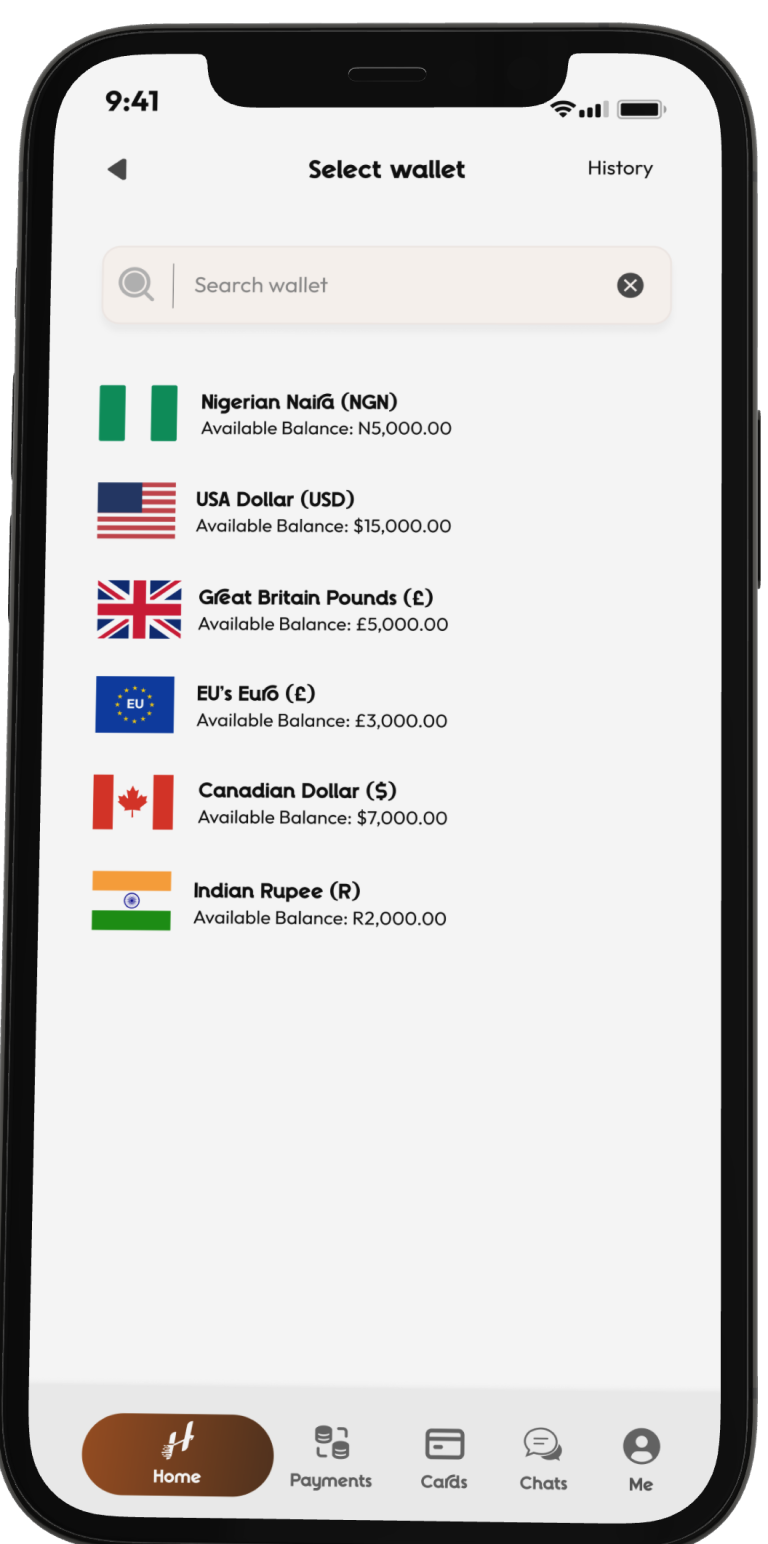 9:41
Select wallet
History
Search wallet
Nigerian Naira (NGN)
Available Balance: N5,000.00
USA Dollar (USD)
Available Balance: $15,000.00
Great Britain Pounds (£)
Available Balance: £5,000.00
EU
EU's Euro (£)
Available Balance: £3,000.00
Canadian Dollar ($)
Available Balance: $7,000.00
Indian Rupee (R)
Available Balance: R2,000.00
Home
Payments
Cards
Chats
Me